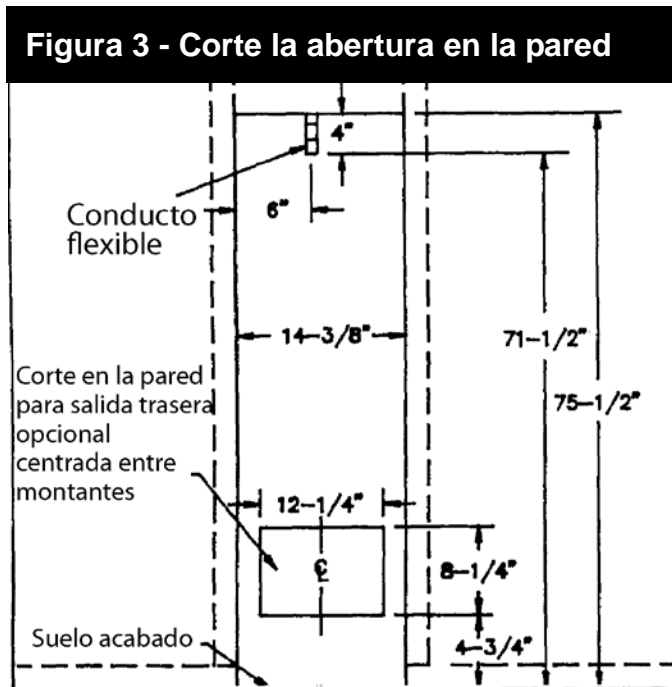 Figura 3 - Corte la abertura en la pared
4"
Conducto
flexible
6"
14-3/8"
71-1/2"
75-1/2"
Corte en la pared
para salida trasera
opcional
centrada entre
montantes
12-1/4"
℄
8-1/4"
Suelo acabado
4-3/4"